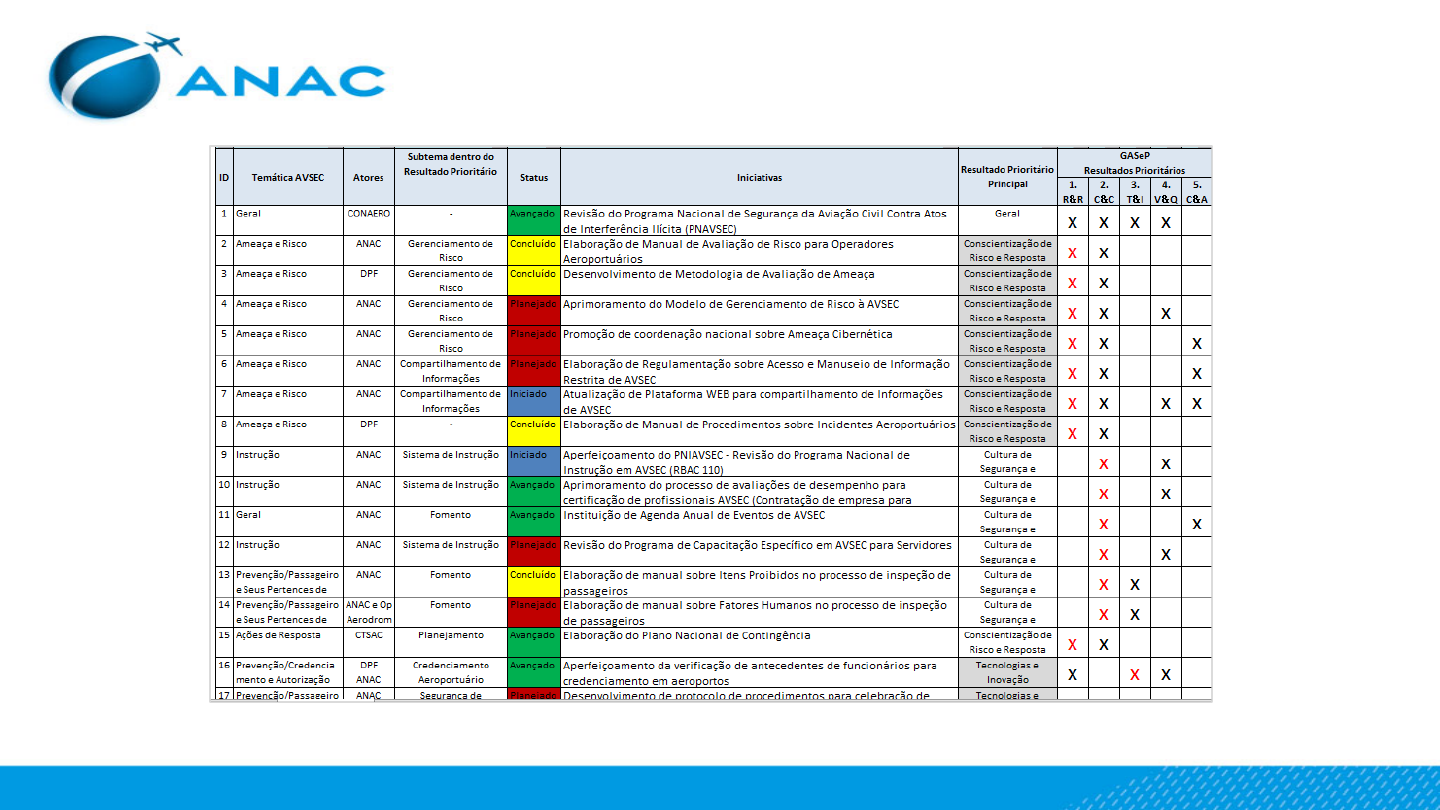 ANAC
ID Temática AVSEC Atores Subtema dentro do Resultado Prioritário Status Iniciativas Resultado Prioritário Principal GASeP Resultados Prioritários
1. R&R 2. C&C 3. T&I 4. V&Q 5. C&A
1 Geral CONAERO - Avançado Revisão do Programa Nacional de Segurança da Aviação Civil Contra Atos de Interferência Ilícita (PNAVSEC) Geral X X X X
2 Ameaça e Risco ANAC Gerenciamento de Risco Concluído Elaboração de Manual de Avaliação de Risco para Operadores Aeroportuários Conscientização de Risco e Resposta X X
3 Ameaça e Risco DPF Gerenciamento de Risco Concluído Desenvolvimento de Metodologia de Avaliação de Ameaça Conscientização de Risco e Resposta X X
4 Ameaça e Risco ANAC Gerenciamento de Risco Planejado Aprimoramento do Modelo de Gerenciamento de Risco à AVSEC Conscientização de Risco e Resposta X X X
5 Ameaça e Risco ANAC Gerenciamento de Risco Planejado Promoção de coordenação nacional sobre Ameaça Cibernética Conscientização de Risco e Resposta X X X
6 Ameaça e Risco ANAC Compartilhamento de Informações Planejado Elaboração de Regulamentação sobre Acesso e Manuseio de Informação Restrita de AVSEC Conscientização de Risco e Resposta X X X
7 Ameaça e Risco ANAC Compartilhamento de Informações Iniciado Atualização de Plataforma WEB para compartilhamento de Informações de AVSEC Conscientização de Risco e Resposta X X X X
8 Ameaça e Risco DPF - Concluído Elaboração de Manual de Procedimentos sobre Incidentes Aeroportuários Conscientização de Risco e Resposta X X
9 Instrução ANAC Sistema de Instrução Iniciado Aperfeiçoamento do PNIAVSEC - Revisão do Programa Nacional de Instrução em AVSEC (RBAC 110) Cultura de Segurança e X X
10 Instrução ANAC Sistema de Instrução Avançado Aprimoramento do processo de avaliações de desempenho para certificação de profissionais AVSEC (Contratação de empresa para Cultura de Segurança e X X
11 Geral ANAC Fomento Avançado Instituição de Agenda Anual de Eventos de AVSEC Cultura de Segurança e X X
12 Instrução ANAC Sistema de Instrução Planejado Revisão do Programa de Capacitação Específico em AVSEC para Servidores Cultura de Segurança e X X
13 Prevenção/Passageiro e Seus Pertences de ANAC Fomento Concluído Elaboração de manual sobre Itens Proibidos no processo de inspeção de passageiros Cultura de Segurança e X X
14 Prevenção/Passageiro e Seus Pertences de ANAC e Op Aerodrom Fomento Planejado Elaboração de manual sobre Fatores Humanos no processo de inspeção de passageiros Cultura de Segurança e X X
15 Ações de Resposta CTSAC Planejamento Avançado Elaboração do Plano Nacional de Contingência Conscientização de Risco e Resposta X X
16 Prevenção/Credencia mento e Autorização DPF ANAC Credenciamento Aeroportuário Avançado Aperfeiçoamento da verificação de antecedentes de funcionários para credenciamento em aeroportos Tecnologias e Inovação X X X
17 Prevenção/Passageiro ANAC Segurança de Planejado Desenvolvimento de protocolo de procedimentos para celebração de Tecnologias e